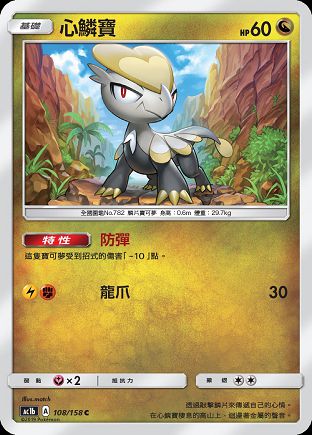 基礎 心鱗寶 HP 60
全國圖鑑No.782 鱗片寶可夢 身高：0.6m 體重：29.7kg
特性 防彈
這隻寶可夢受到招式的傷害「-10」點。
龍爪 30
弱點 ×2 抵抗力 撤退
Illus.match
ac1b A 108/158 C
©2019 Pokémon
透過敲擊鱗片來傳達自己的心情。
在心鱗寶棲息的高山上，迴盪著金屬的聲音。